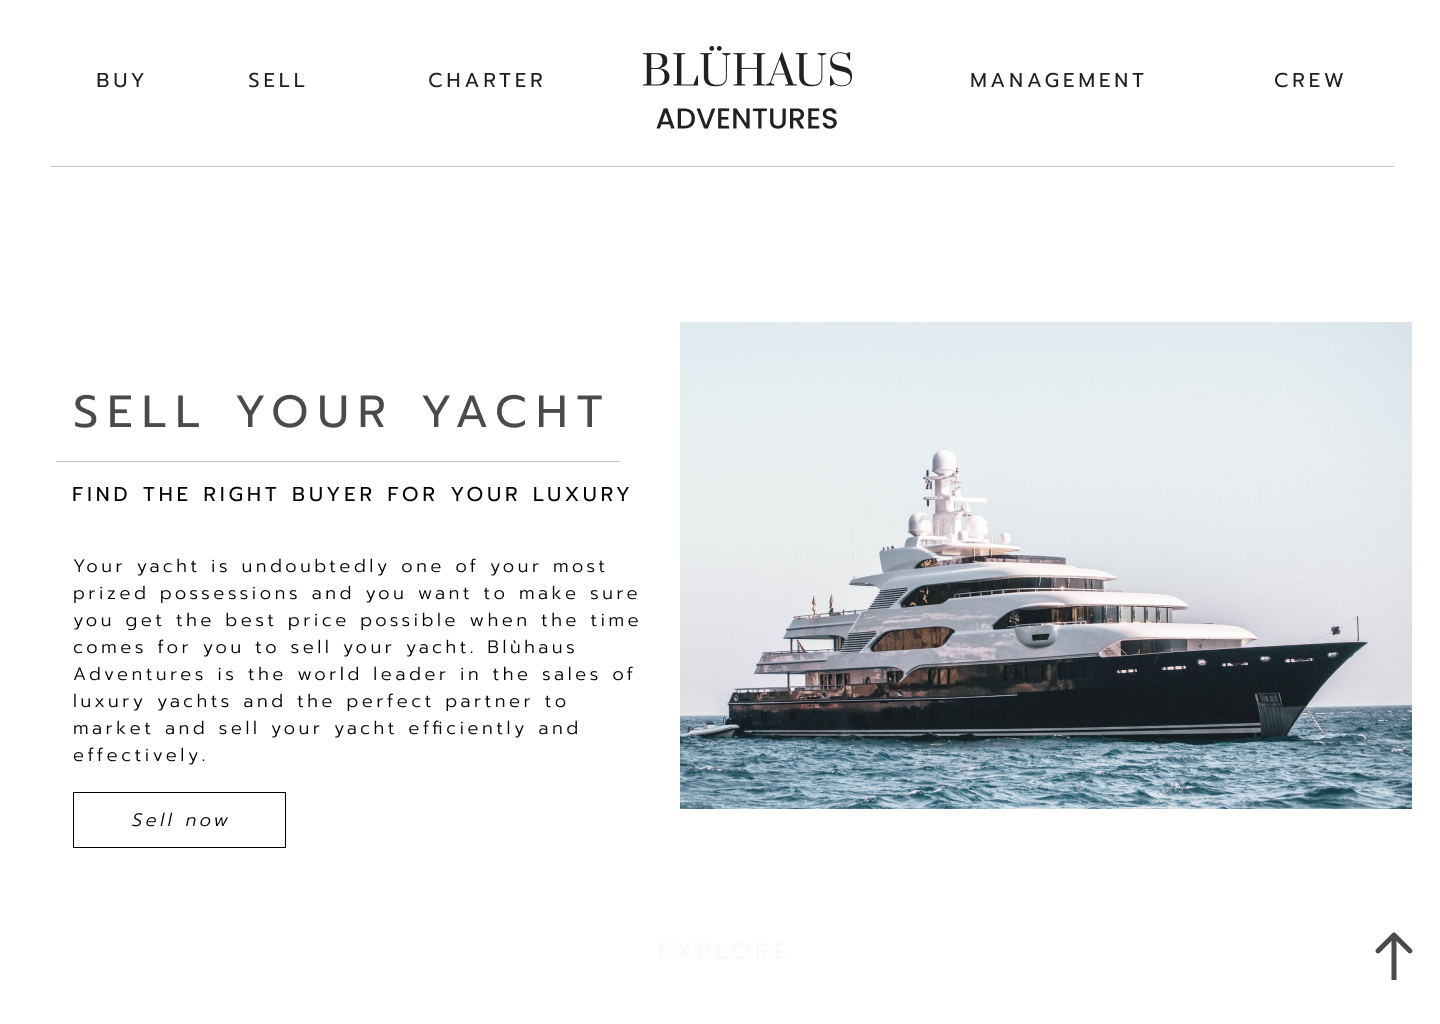 BUY SELL CHARTER BLÜHAUS MANAGEMENT CREW
ADVENTURES
SELL YOUR YACHT
FIND THE RIGHT BUYER FOR YOUR LUXURY
Your yacht is undoubtedly one of your most
prized possessions and you want to make sure
you get the best price possible when the time
comes for you to sell your yacht. Blùhaus
Adventures is the world leader in the sales of
luxury yachts and the perfect partner to
market and sell your yacht efficiently and
effectively.
Sell now
EXPLORE